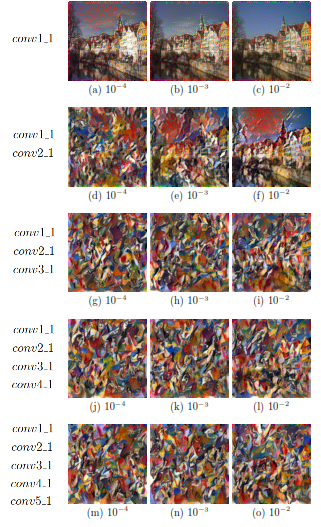 conv1_1
(a) 10⁻⁴ (b) 10⁻³ (c) 10⁻²
conv1_1
conv2_1
(d) 10⁻⁴ (e) 10⁻³ (f) 10⁻²
conv1_1
conv2_1
conv3_1
(g) 10⁻⁴ (h) 10⁻³ (i) 10⁻²
conv1_1
conv2_1
conv3_1
conv4_1
(j) 10⁻⁴ (k) 10⁻³ (l) 10⁻²
conv1_1
conv2_1
conv3_1
conv4_1
conv5_1
(m) 10⁻⁴ (n) 10⁻³ (o) 10⁻²